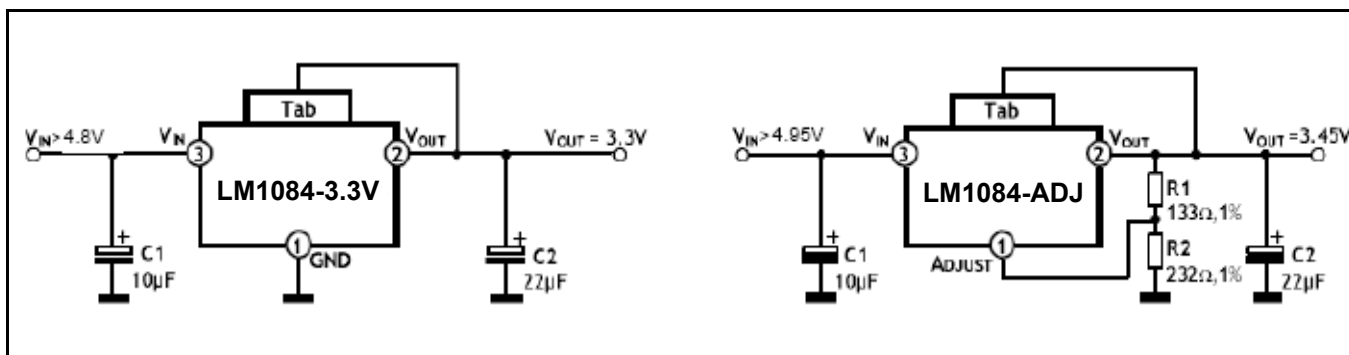 Tab
VIN>4.8V
VIN
3
LM1084-3.3V
2
VOUT
VOUT = 3.3V
1
GND
+
C1
10µF
+
C2
22µF
Tab
VIN>4.95V
VIN
3
LM1084-ADJ
2
VOUT
VOUT =3.45V
1
ADJUST
R1
133Ω,1%
R2
232Ω,1%
+
C1
10µF
+
C2
22µF